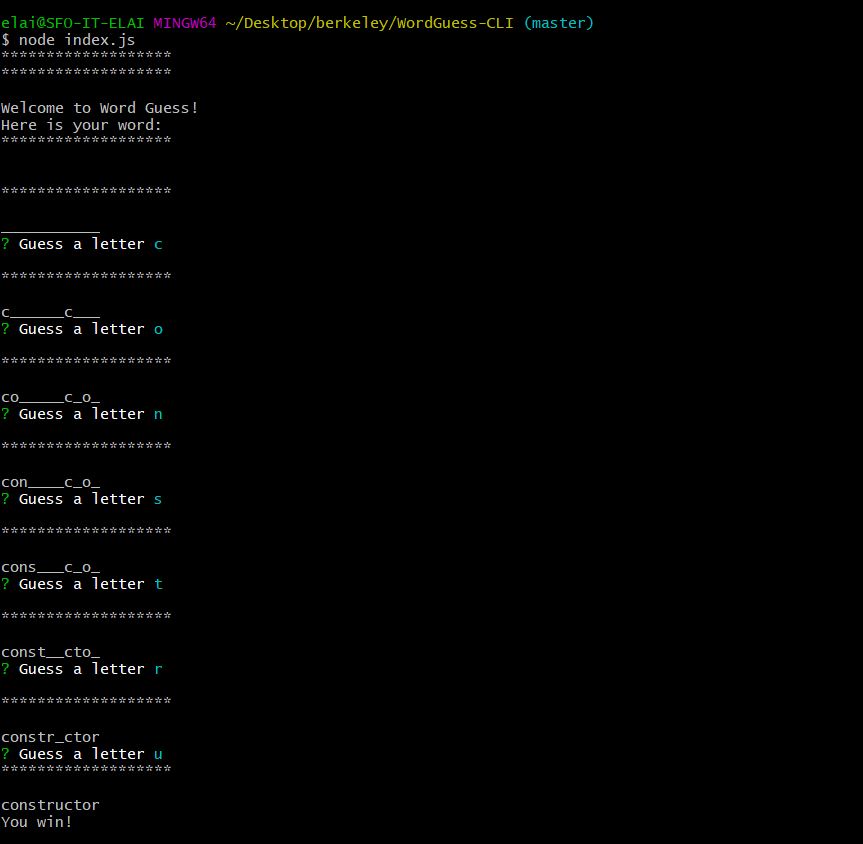 elai@SFO-IT-ELAI MINGW64 ~/Desktop/berkeley/WordGuess-CLI (master)
$ node index.js
*******************
*******************
Welcome to Word Guess!
Here is your word:
*******************
*******************
___________
? Guess a letter c
*******************
c______c___
? Guess a letter o
*******************
co_____c_o_
? Guess a letter n
*******************
con____c_o_
? Guess a letter s
*******************
cons___c_o_
? Guess a letter t
*******************
const__cto_
? Guess a letter r
*******************
constr_ctor
? Guess a letter u
*******************
constructor
You win!